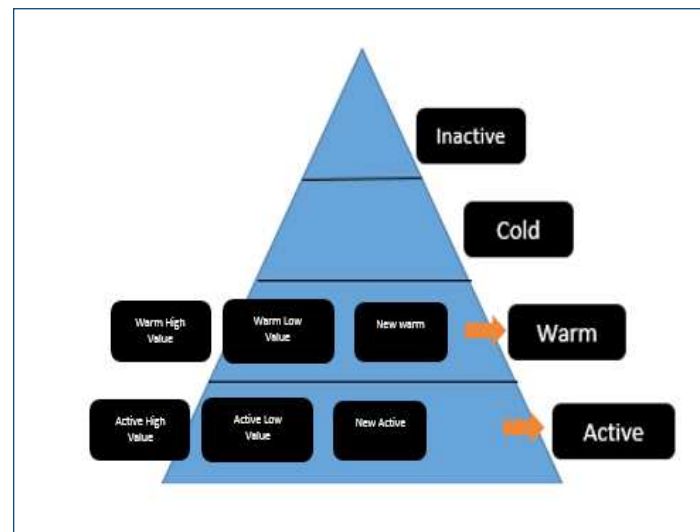 Inactive
Cold
Warm High
Value
Warm Low
Value
New warm
Warm
Active High
Value
Active Low
Value
New Active
Active